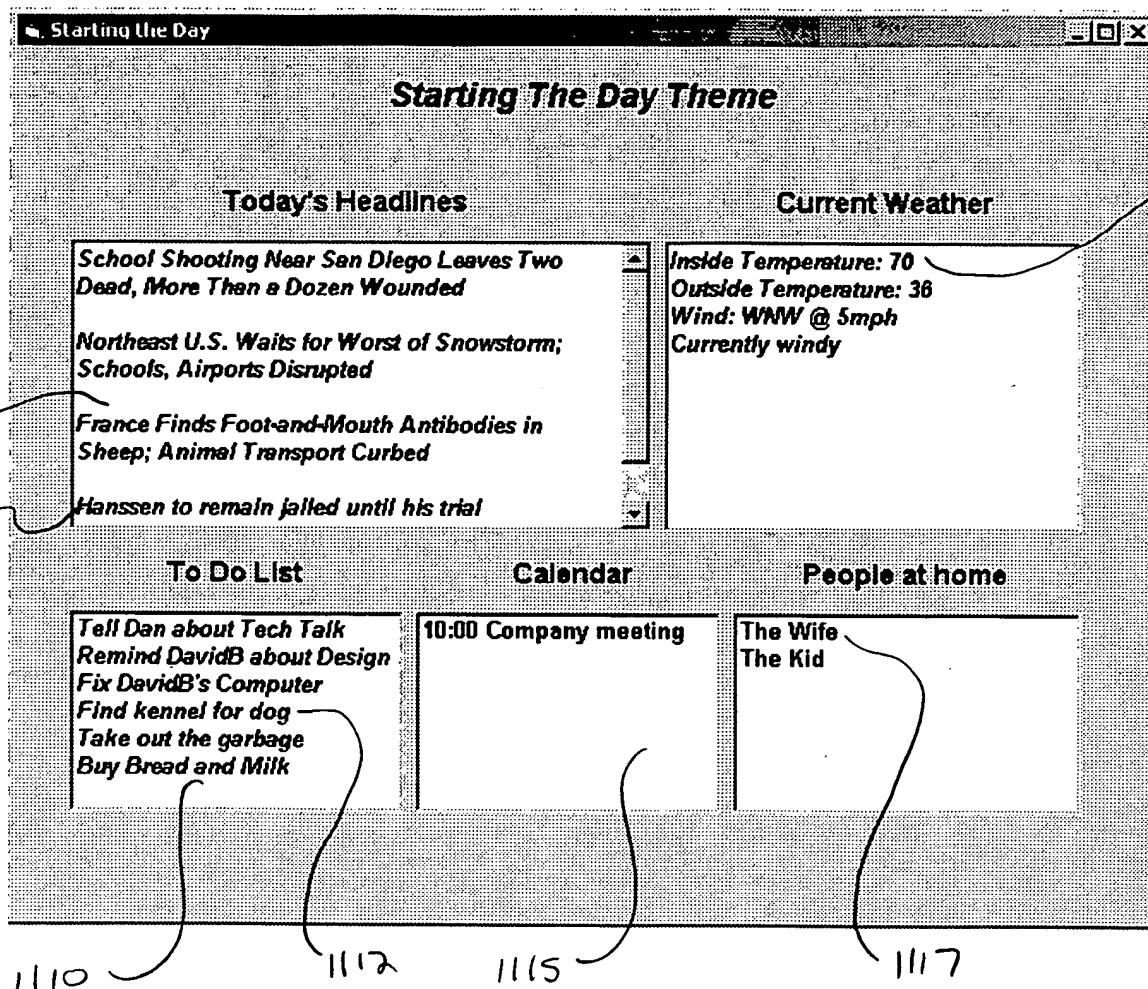 Starting the Day
Starting The Day Theme
Today's Headlines
Current Weather
School Shooting Near San Diego Leaves Two
Dead, More Than a Dozen Wounded
Northeast U.S. Waits for Worst of Snowstorm;
Schools, Airports Disrupted
France Finds Foot-and-Mouth Antibodies in
Sheep; Animal Transport Curbed
Hanssen to remain jailed until his trial
Inside Temperature: 70
Outside Temperature: 36
Wind: WNW @ 5mph
Currently windy
To Do List
Calendar
People at home
Tell Dan about Tech Talk
Remind DavidB about Design
Fix DavidB's Computer
Find kennel for dog
Take out the garbage
Buy Bread and Milk
10:00 Company meeting
The Wife
The Kid
1110
1112
1115
1117